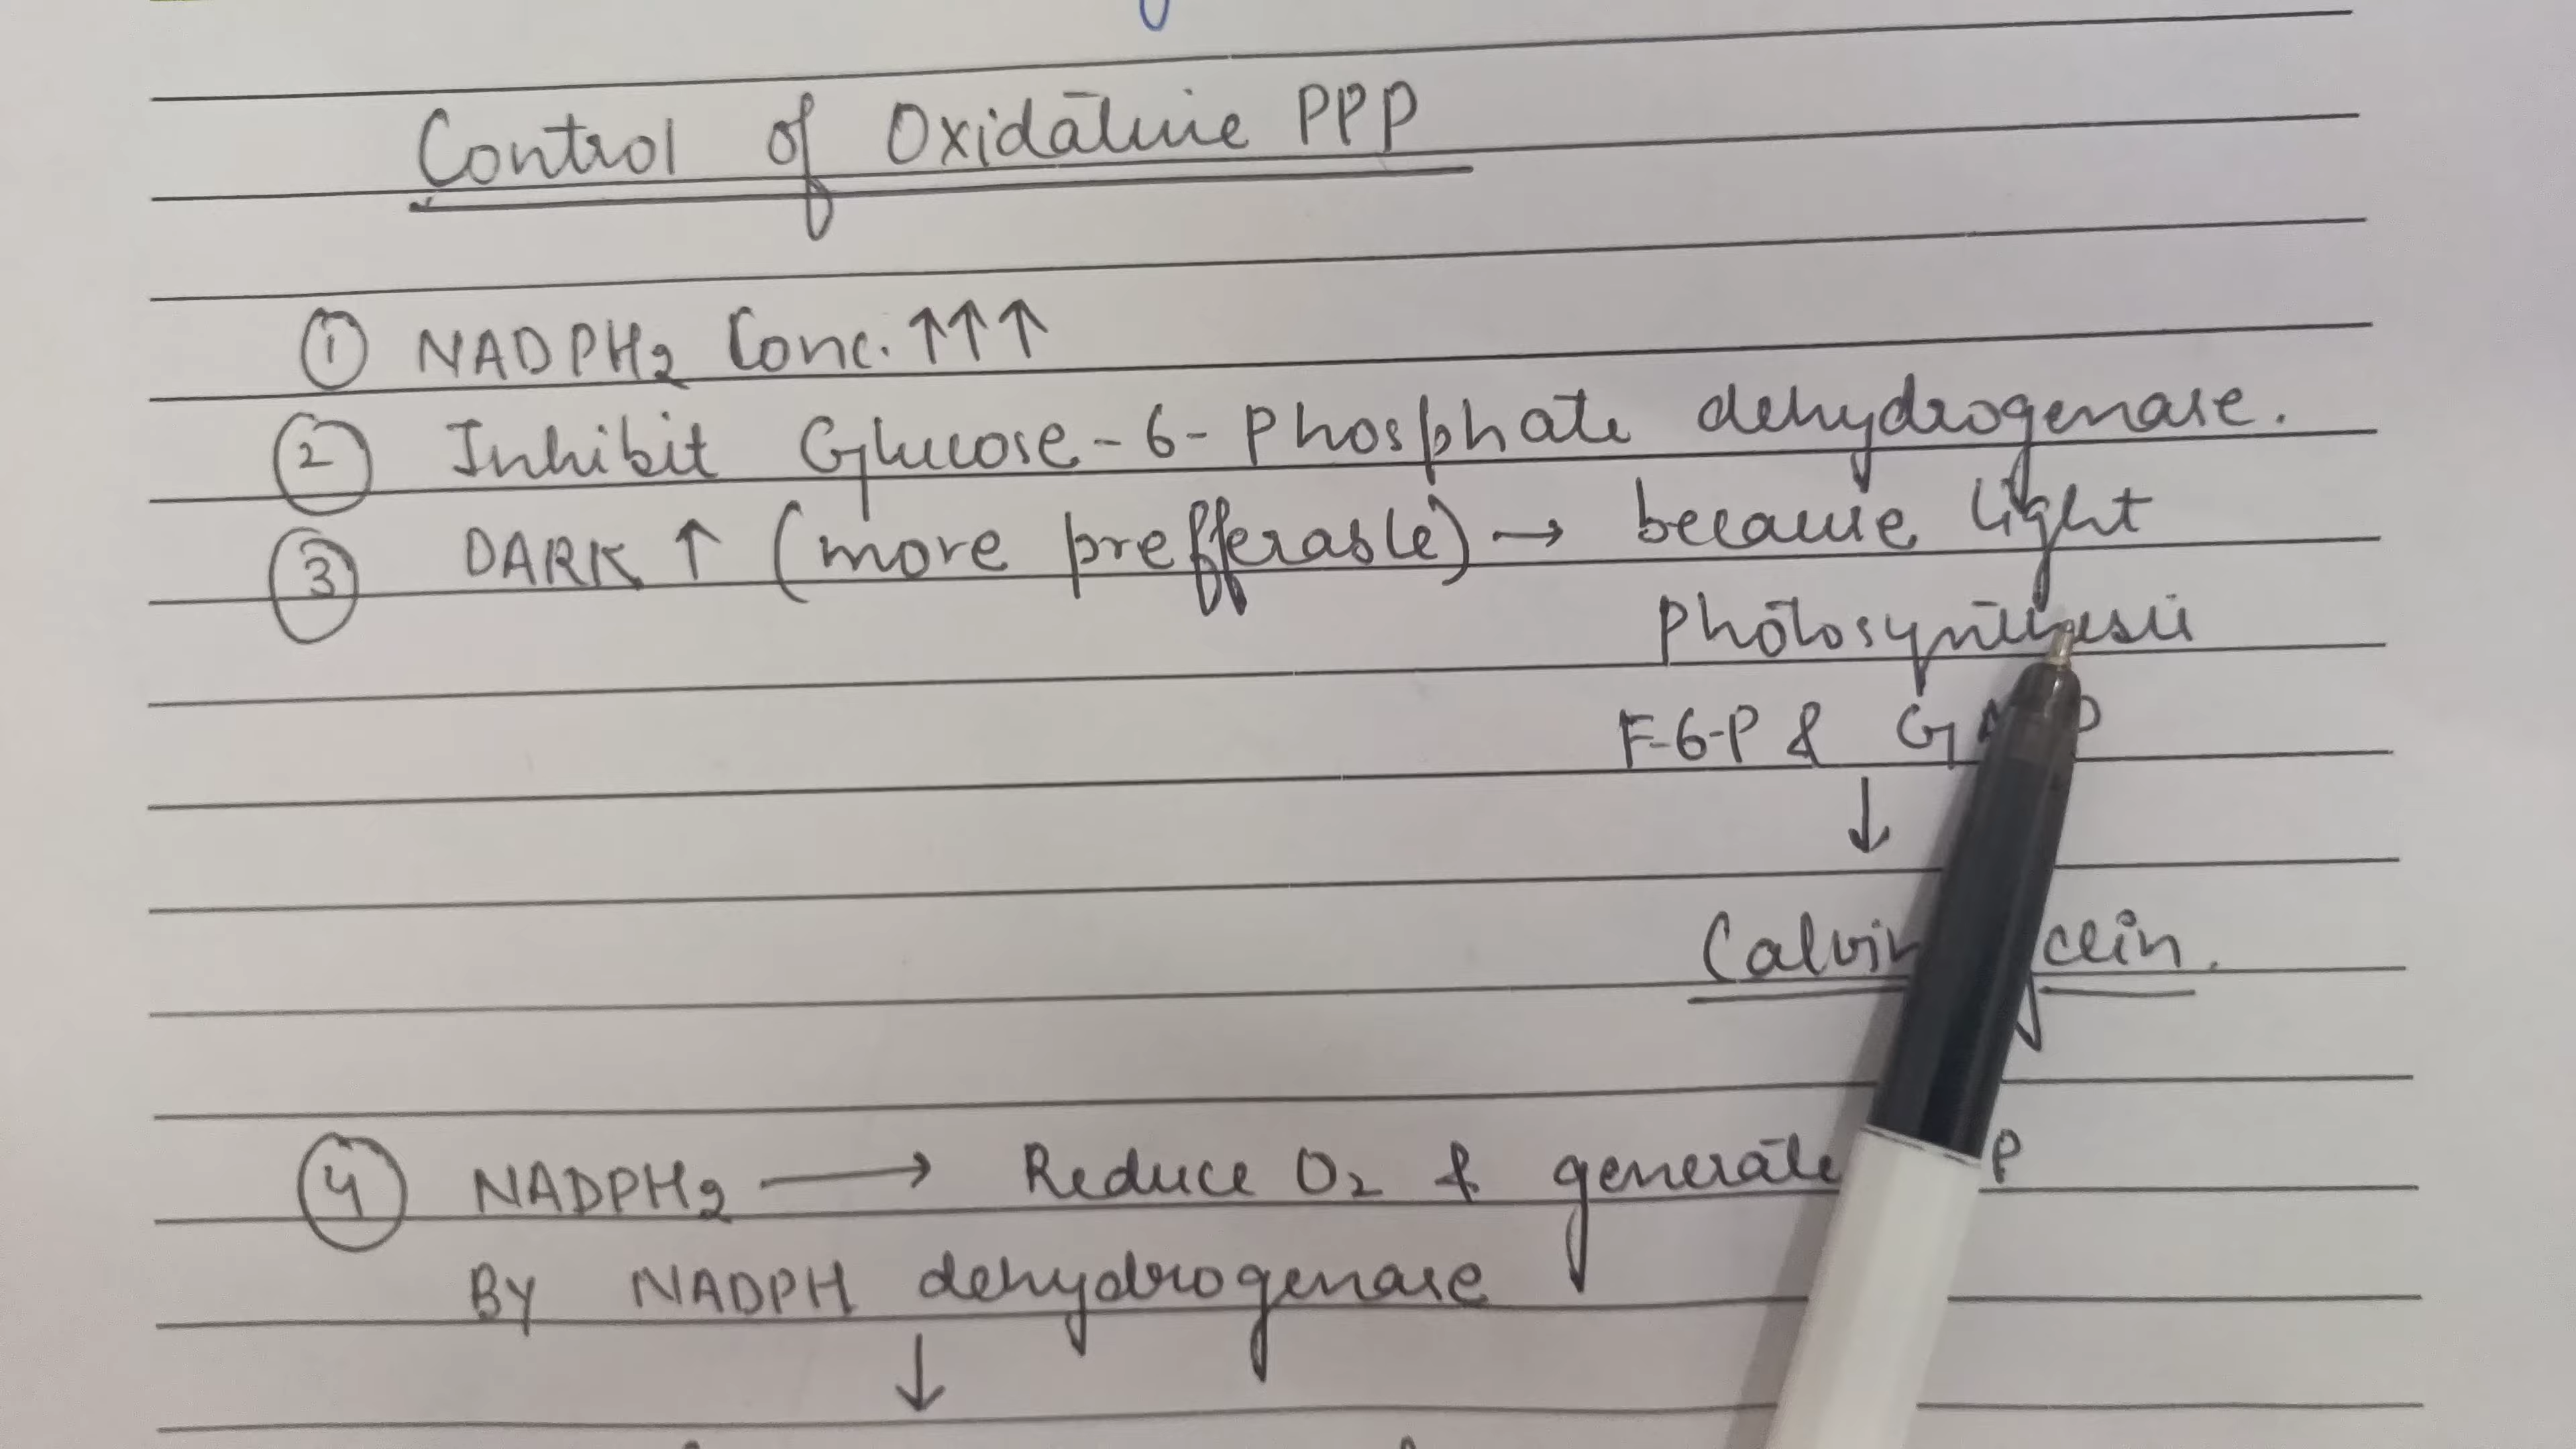 Control of Oxidative PPP
① NADPH₂ Conc. ↑↑↑
② Inhibit Glucose-6-Phosphate dehydrogenase.
③ DARK ↑ (more prefferable) → because light
Photosynthesis
F-6-P &
↓
④ NADPH₂ → Reduce O₂ & generate
By NADPH dehydrogenase
↓